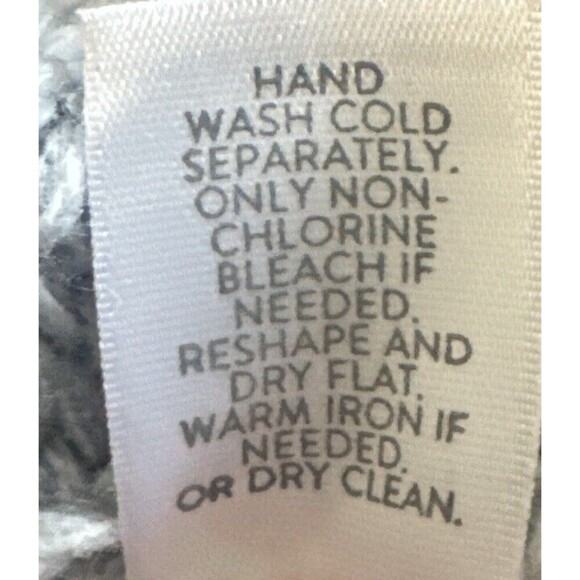 HAND
WASH COLD
SEPARATELY.
ONLY NON-
CHLORINE
BLEACH IF
NEEDED.
RESHAPE AND
DRY FLAT.
WARM IRON IF
NEEDED.
OR DRY CLEAN.